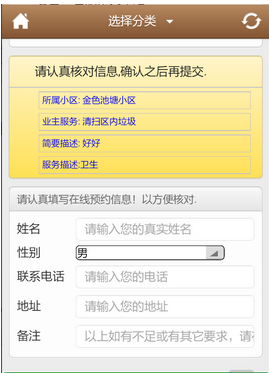 选择分类
请认真核对信息,确认之后再提交.
所属小区: 金色池塘小区
业主服务: 清扫区内垃圾
简要描述: 好好
服务描述:卫生
请认真填写在线预约信息！以方便核对.
姓名 请输入您的真实姓名
性别 男
联系电话 请输入您的电话
地址 请输入您的地址
备注 以上如有不足或有其它要求，请